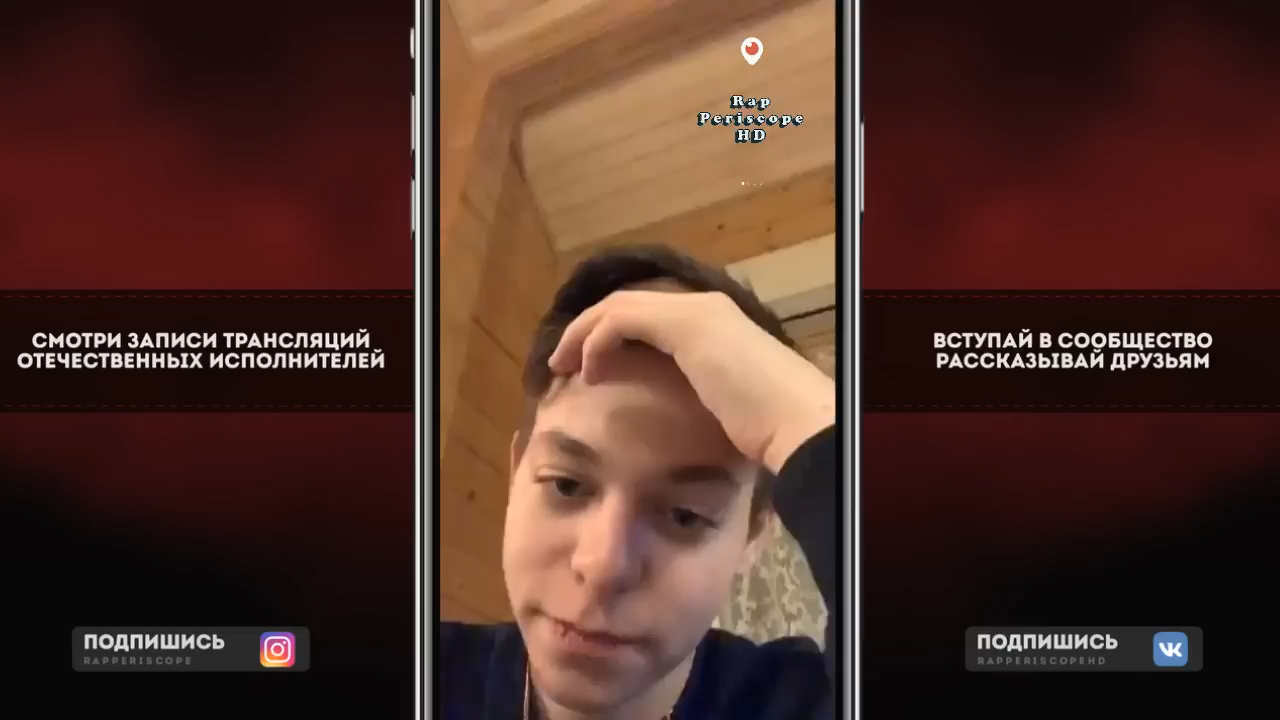 Rap
Periscope
HD
СМОТРИ ЗАПИСИ ТРАНСЛЯЦИЙ
ОТЕЧЕСТВЕННЫХ ИСПОЛНИТЕЛЕЙ
ВСТУПАЙ В СООБЩЕСТВО
РАССКАЗЫВАЙ ДРУЗЬЯМ
ПОДПИШИСЬ
RAPPERISCOPE
ПОДПИШИСЬ
RAPPERISCOPEHD